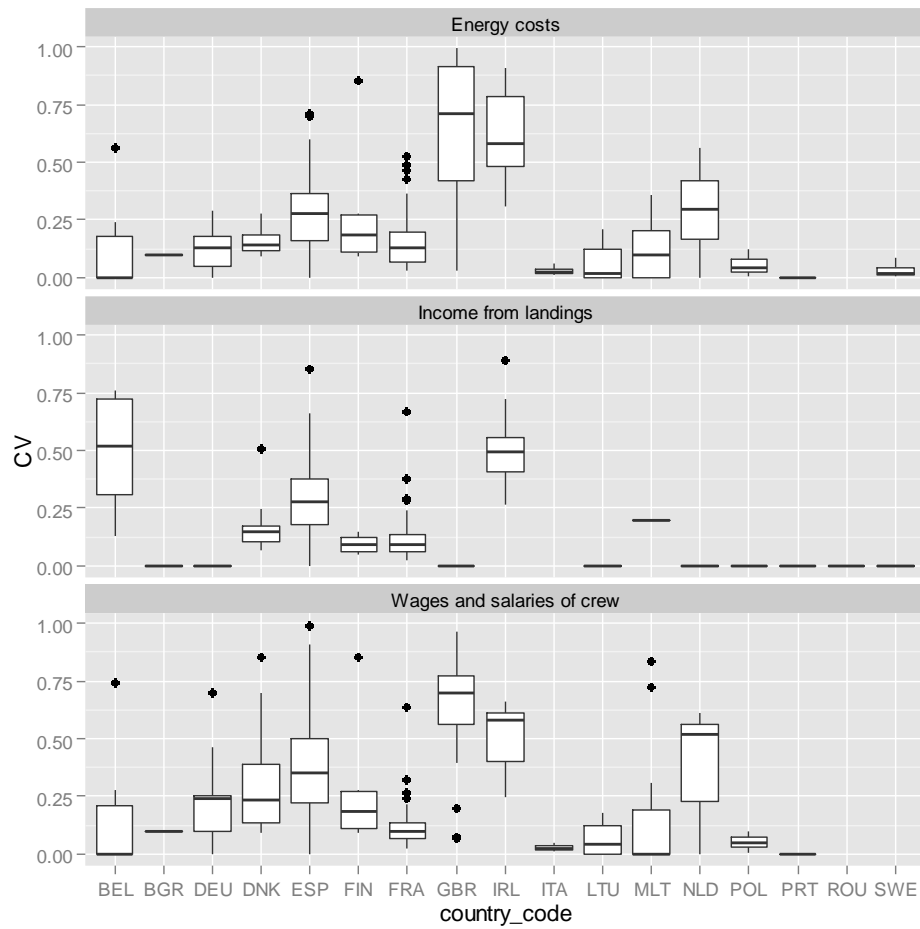 Energy costs
1.00
0.75
0.50
0.25
0.00
Income from landings
1.00
0.75
0.50
0.25
0.00
CV
Wages and salaries of crew
1.00
0.75
0.50
0.25
0.00
BEL BGR DEU DNK ESP FIN FRA GBR IRL ITA LTU MLT NLD POL PRT ROU SWE
country_code